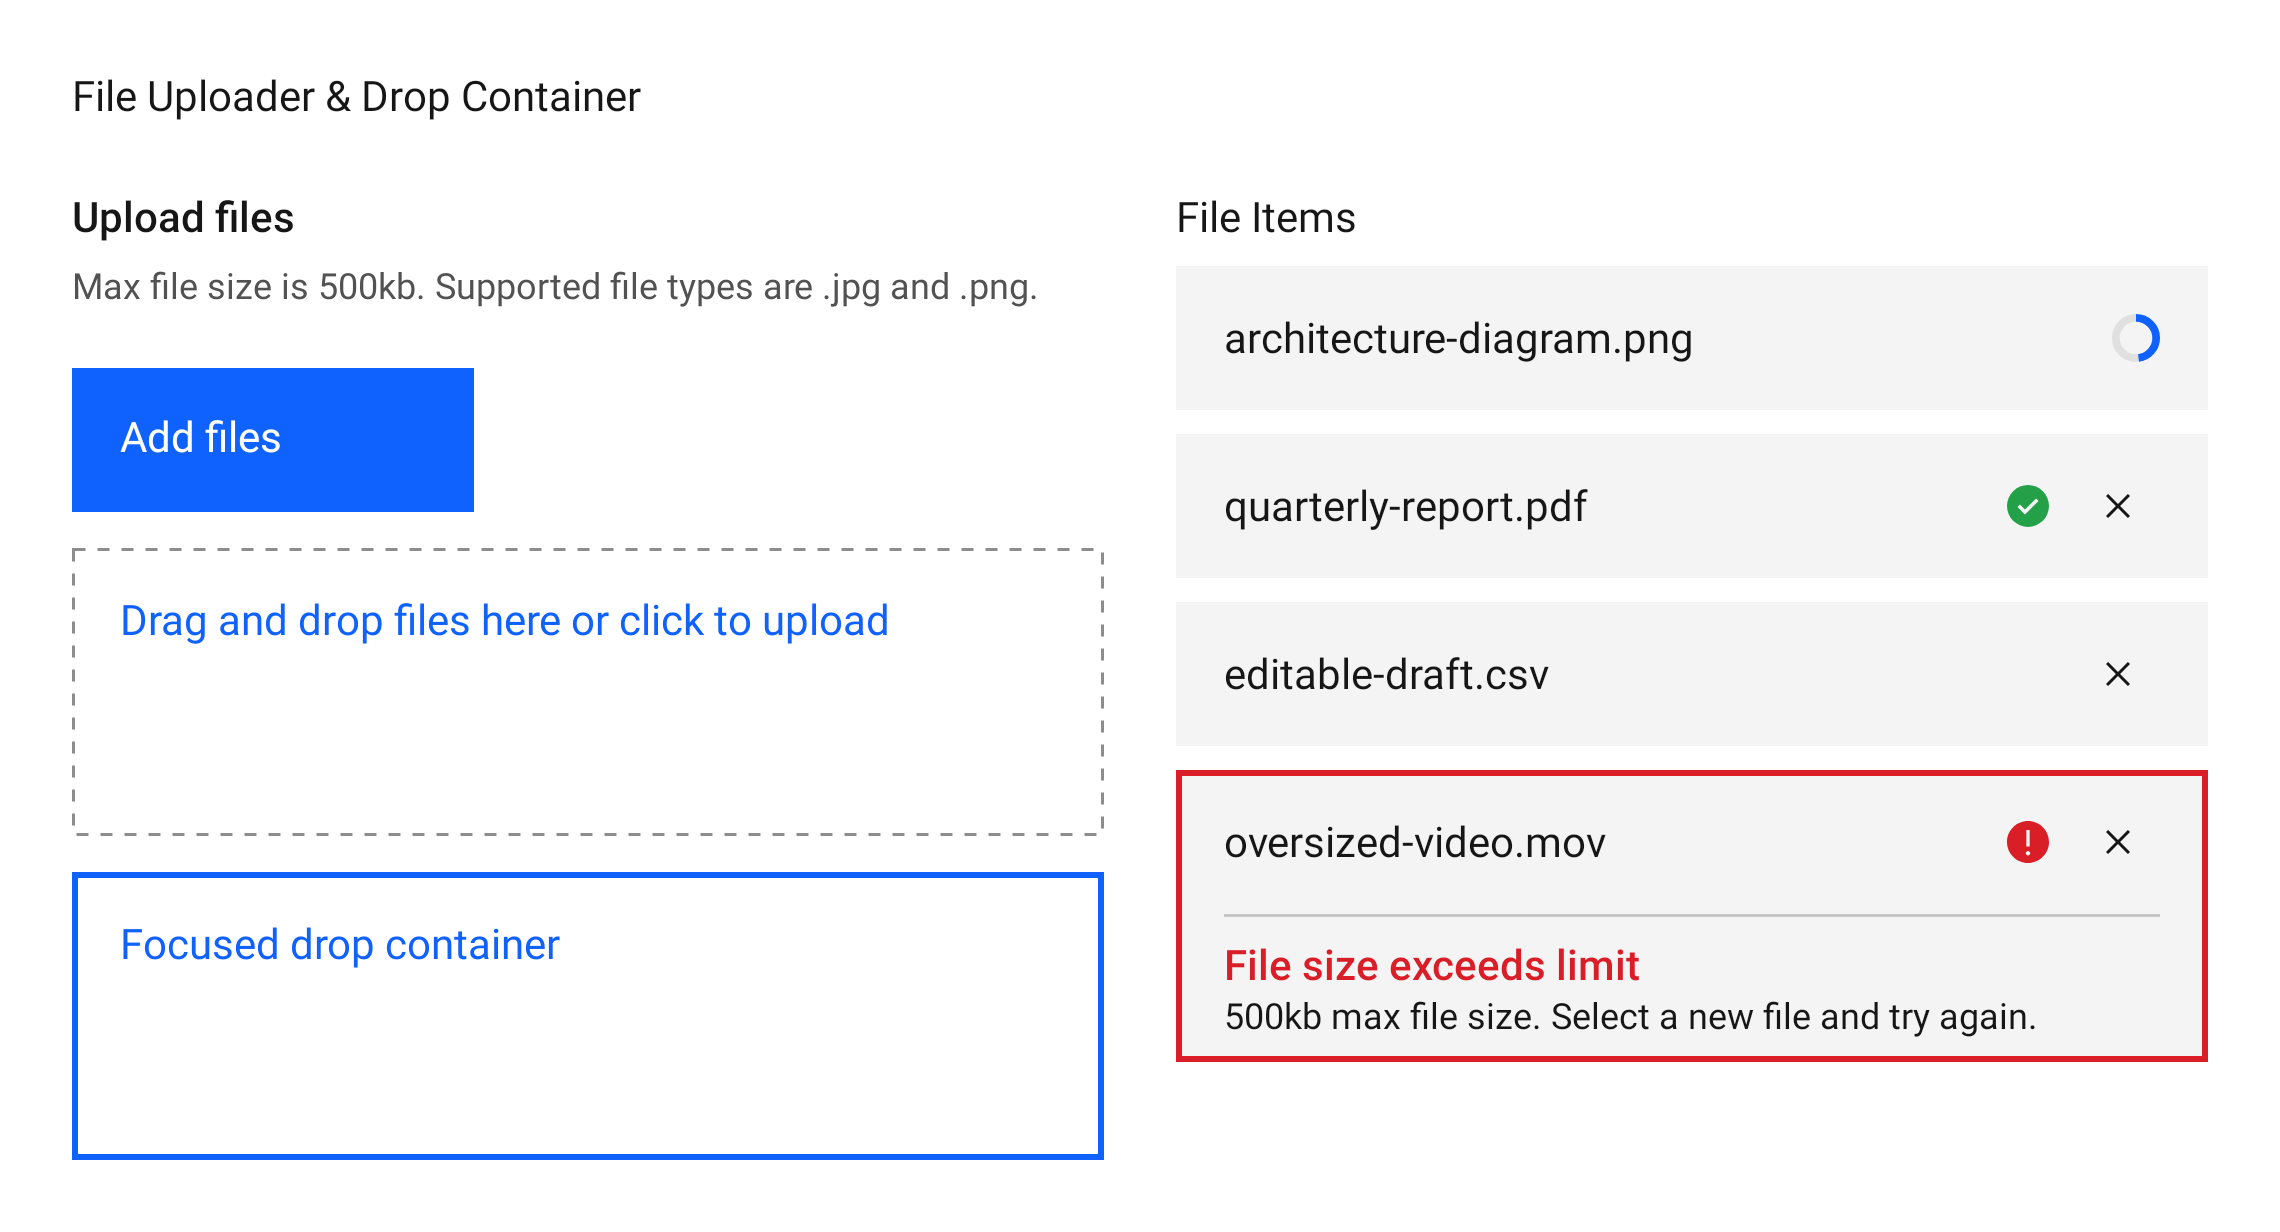 File Uploader & Drop Container
Upload files
Max file size is 500kb. Supported file types are .jpg and .png.
Add files
Drag and drop files here or click to upload
Focused drop container
File Items
architecture-diagram.png
quarterly-report.pdf
editable-draft.csv
oversized-video.mov
File size exceeds limit
500kb max file size. Select a new file and try again.